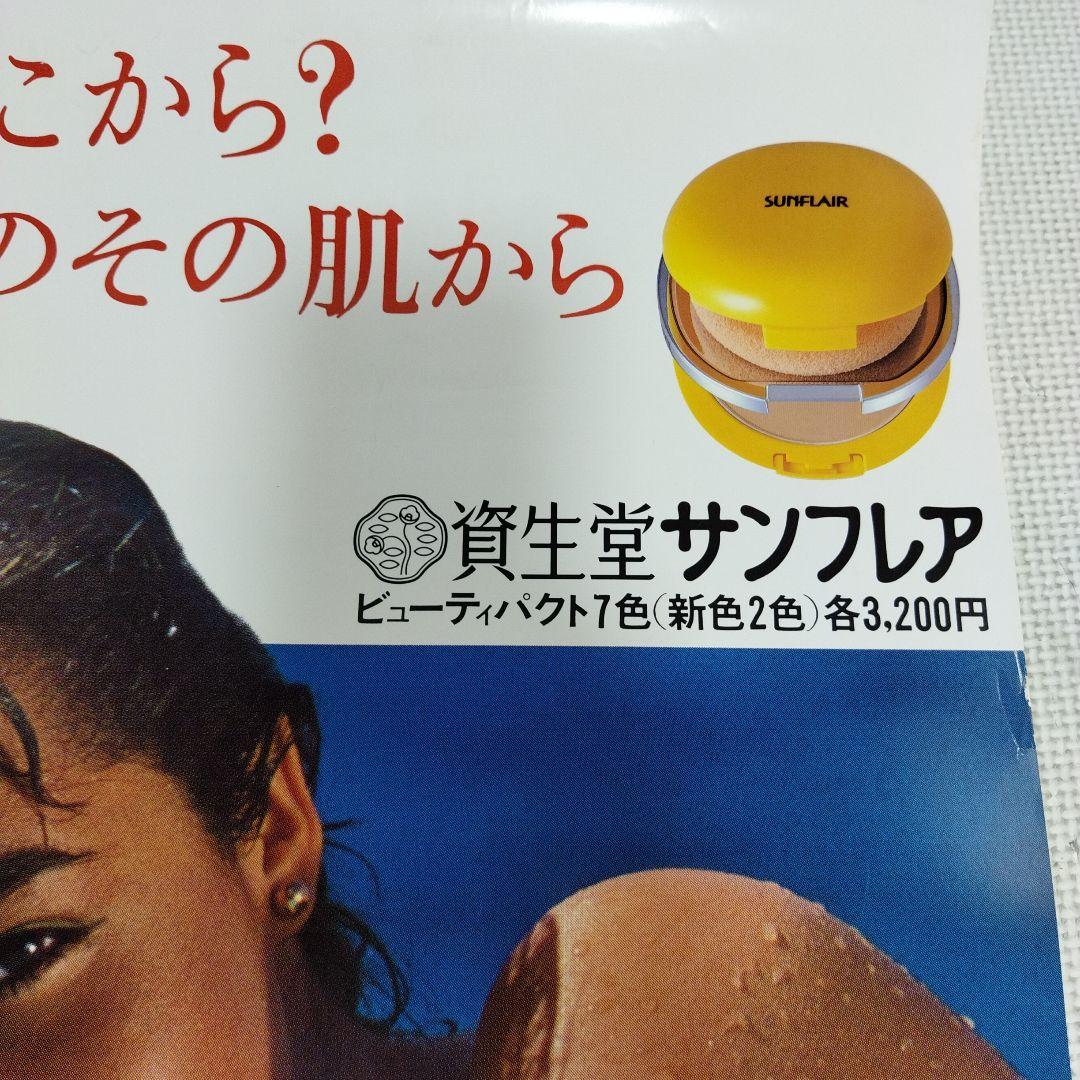 こから?
のその肌から
SUNFLAIR
資生堂サンフレア
ビューティパクト7色(新色2色)各3,200円